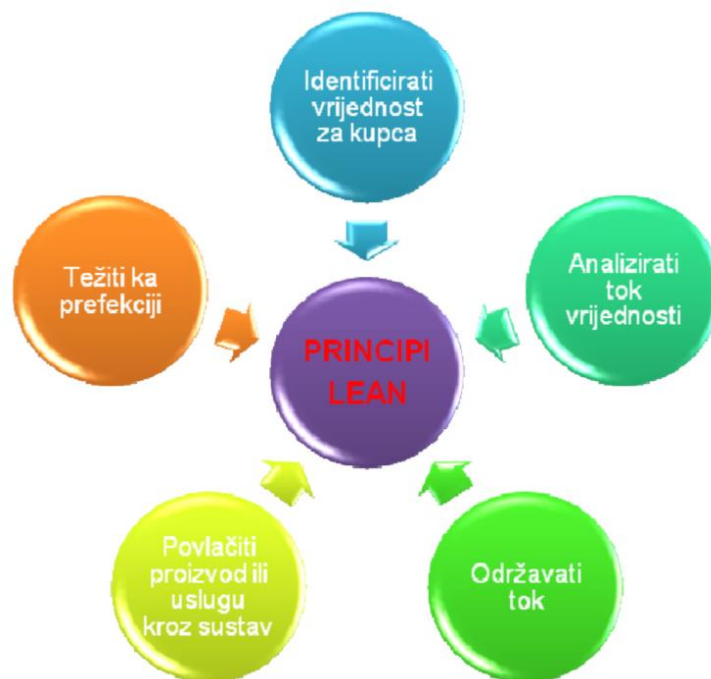 Identificirati
vrijednost
za kupca
Analizirati
tok
vrijednosti
Održavati
tok
Povlačiti
proizvod ili
uslugu
kroz sustav
Težiti ka
prefekciji
PRINCIPI
LEAN